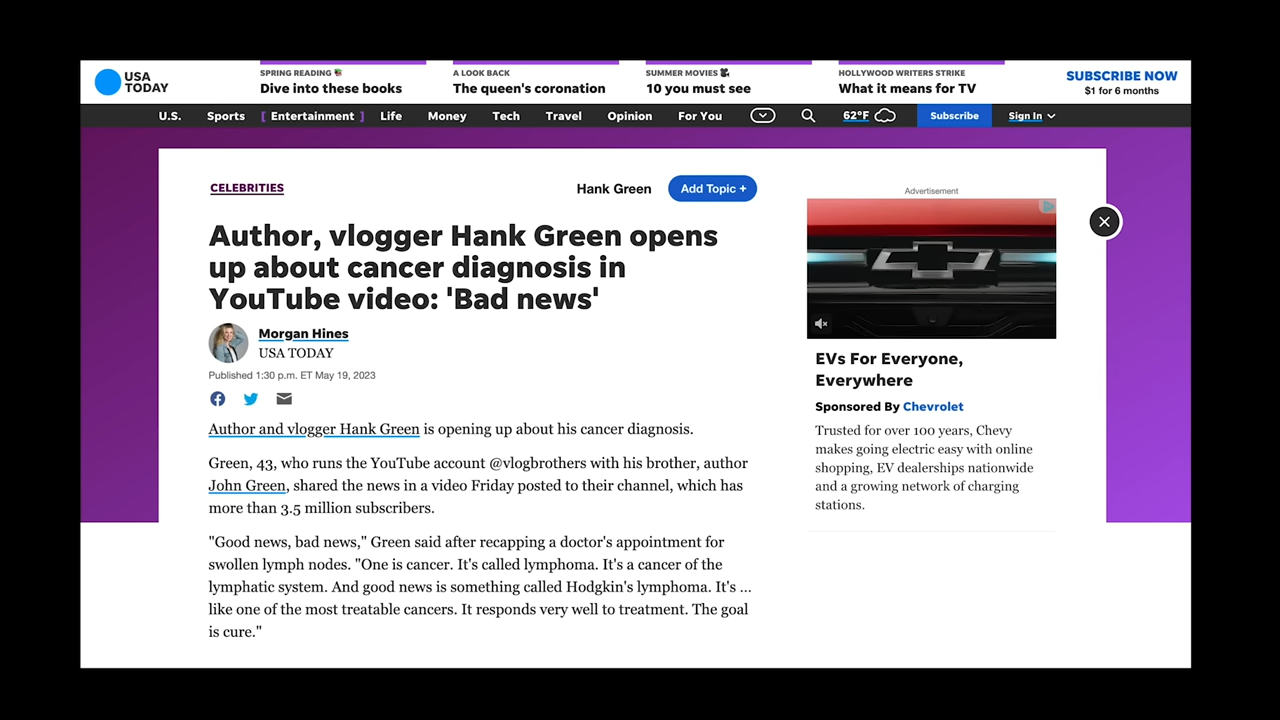 USA
TODAY
SPRING READING
Dive into these books
A LOOK BACK
The queen's coronation
SUMMER MOVIES
10 you must see
HOLLYWOOD WRITERS STRIKE
What it means for TV
SUBSCRIBE NOW
$1 for 6 months
U.S. Sports [ Entertainment ] Life Money Tech Travel Opinion For You 62°F Subscribe Sign In
CELEBRITIES
Hank Green Add Topic +
Author, vlogger Hank Green opens
up about cancer diagnosis in
YouTube video: 'Bad news'
Morgan Hines
USA TODAY
Published 1:30 p.m. ET May 19, 2023
Author and vlogger Hank Green is opening up about his cancer diagnosis.
Green, 43, who runs the YouTube account @vlogbrothers with his brother, author
John Green, shared the news in a video Friday posted to their channel, which has
more than 3.5 million subscribers.
"Good news, bad news," Green said after recapping a doctor's appointment for
swollen lymph nodes. "One is cancer. It's called lymphoma. It's a cancer of the
lymphatic system. And good news is something called Hodgkin's lymphoma. It's ...
like one of the most treatable cancers. It responds very well to treatment. The goal
is cure."
Advertisement
EVs For Everyone,
Everywhere
Sponsored By Chevrolet
Trusted for over 100 years, Chevy
makes going electric easy with online
shopping, EV dealerships nationwide
and a growing network of charging
stations.